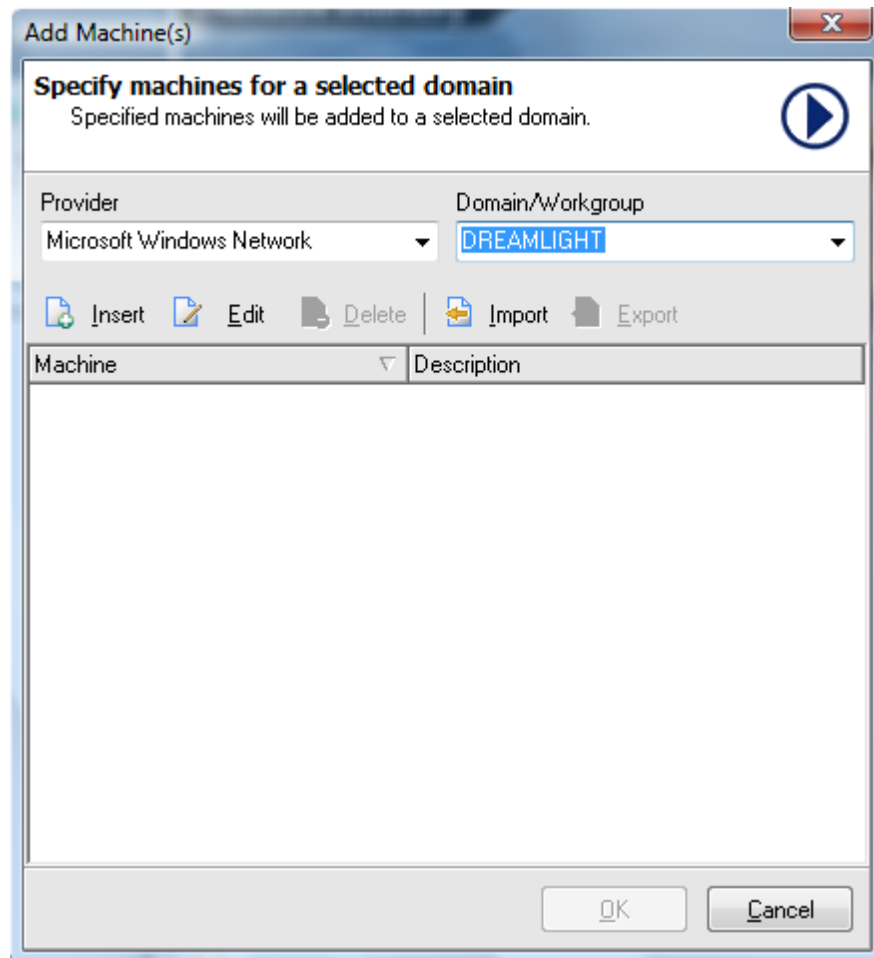 Add Machine(s)
Specify machines for a selected domain
Specified machines will be added to a selected domain.
Provider Domain/Workgroup
Microsoft Windows Network DREAMLIGHT
Insert Edit Delete Import Export
Machine Description
OK Cancel